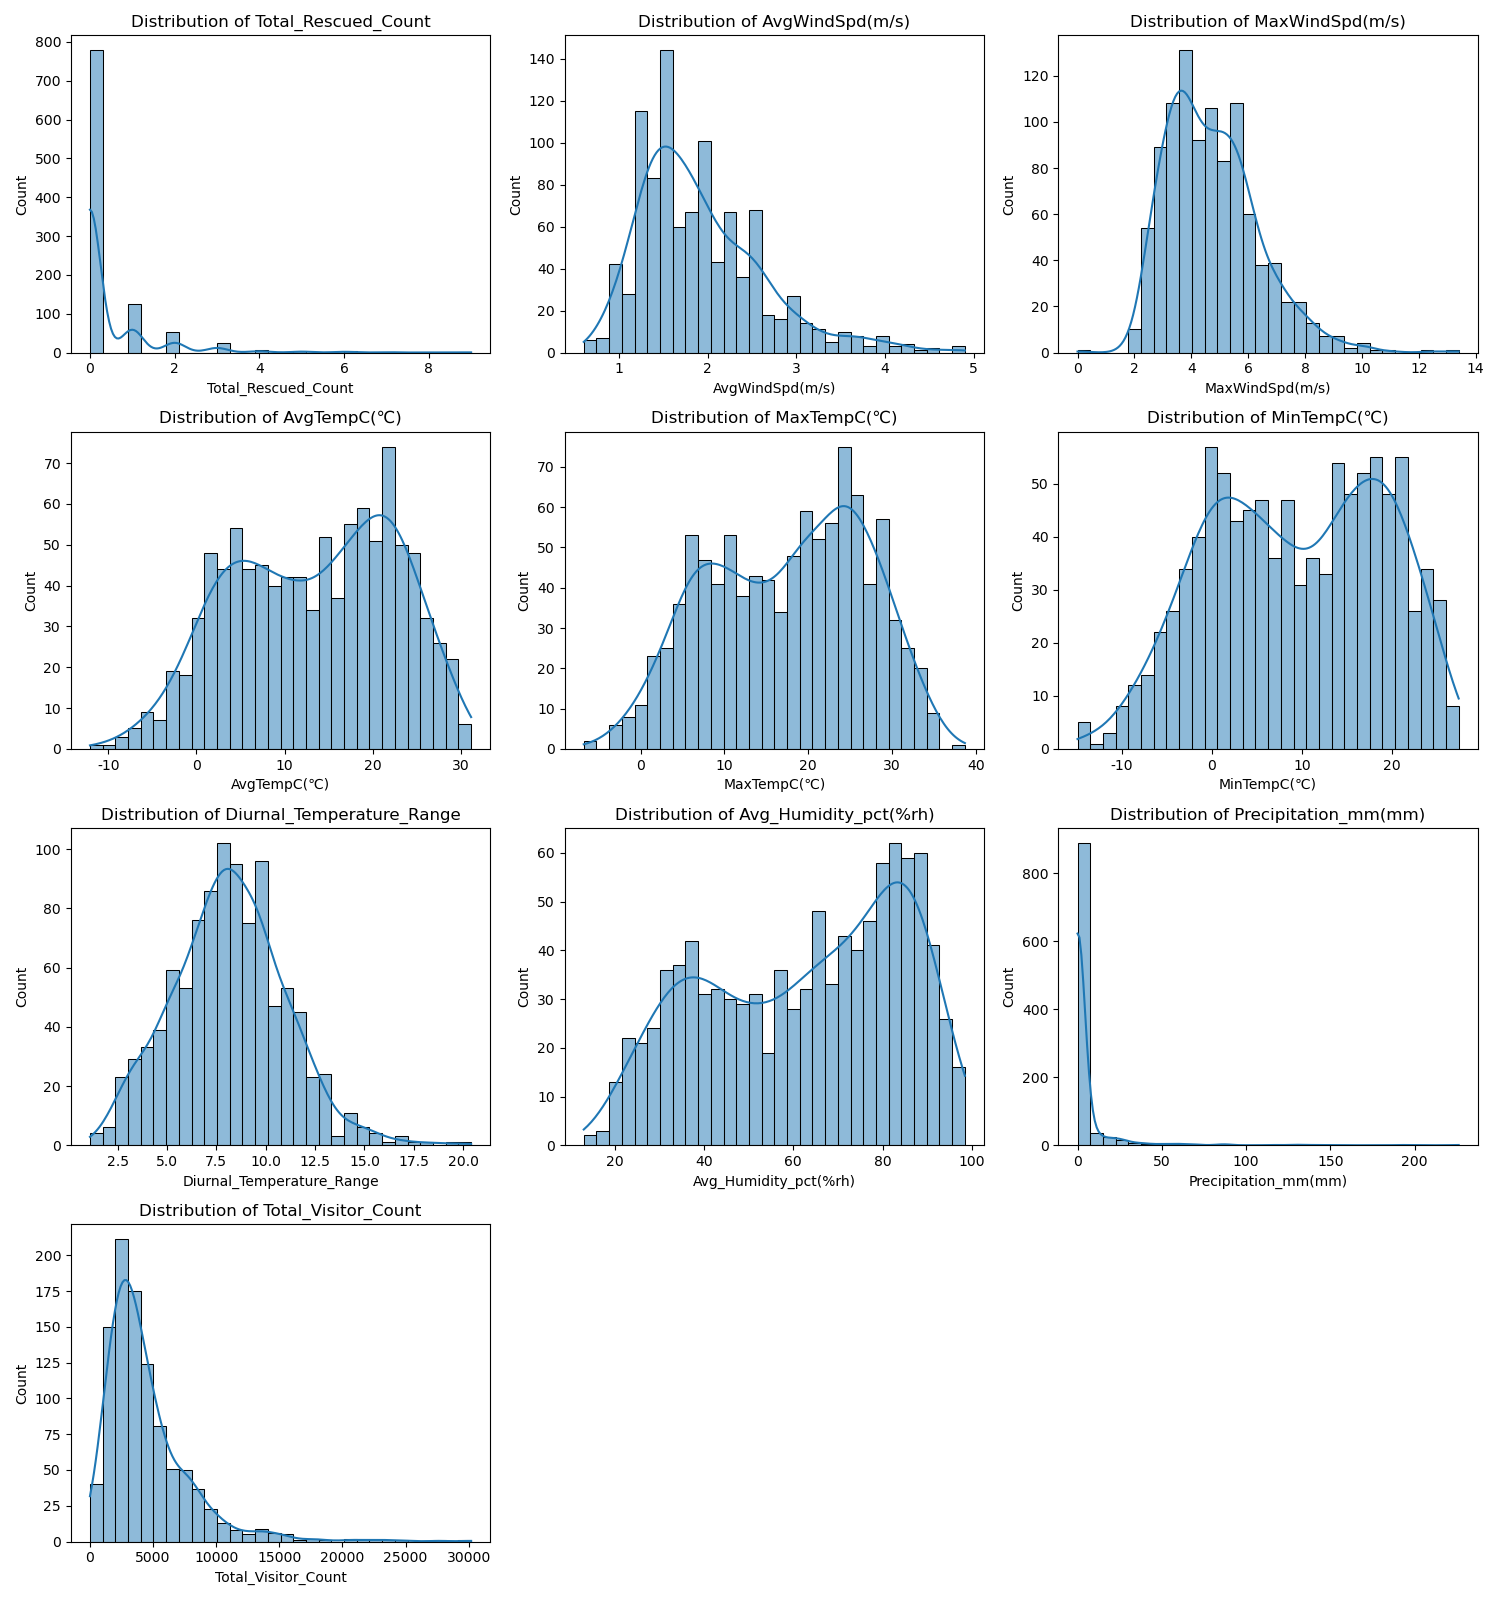 Distribution of Total_Rescued_Count
800
700
600
500
400
300
200
100
0
Count
0 2 4 6 8
Total_Rescued_Count
Distribution of AvgWindSpd(m/s)
140
120
100
80
60
40
20
0
Count
1 2 3 4 5
AvgWindSpd(m/s)
Distribution of MaxWindSpd(m/s)
120
100
80
60
40
20
0
Count
0 2 4 6 8 10 12 14
MaxWindSpd(m/s)
Distribution of AvgTempC(℃)
70
60
50
40
30
20
10
0
Count
-10 0 10 20 30
AvgTempC(℃)
Distribution of MaxTempC(℃)
70
60
50
40
30
20
10
0
Count
0 10 20 30 40
MaxTempC(℃)
Distribution of MinTempC(℃)
50
40
30
20
10
0
Count
-10 0 10 20
MinTempC(℃)
Distribution of Diurnal_Temperature_Range
100
80
60
40
20
0
Count
2.5 5.0 7.5 10.0 12.5 15.0 17.5 20.0
Diurnal_Temperature_Range
Distribution of Avg_Humidity_pct(%rh)
60
50
40
30
20
10
0
Count
20 40 60 80 100
Avg_Humidity_pct(%rh)
Distribution of Precipitation_mm(mm)
800
600
400
200
0
Count
0 50 100 150 200
Precipitation_mm(mm)
Distribution of Total_Visitor_Count
200
175
150
125
100
75
50
25
0
Count
0 5000 10000 15000 20000 25000 30000
Total_Visitor_Count